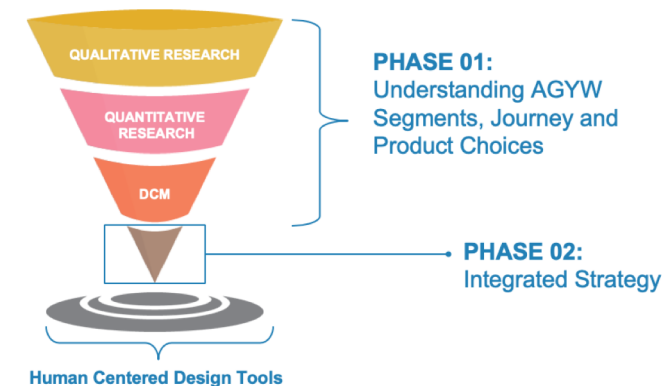 QUALITATIVE RESEARCH
QUANTITATIVE
RESEARCH
DCM
PHASE 01:
Understanding AGYW
Segments, Journey and
Product Choices
PHASE 02:
Integrated Strategy
Human Centered Design Tools